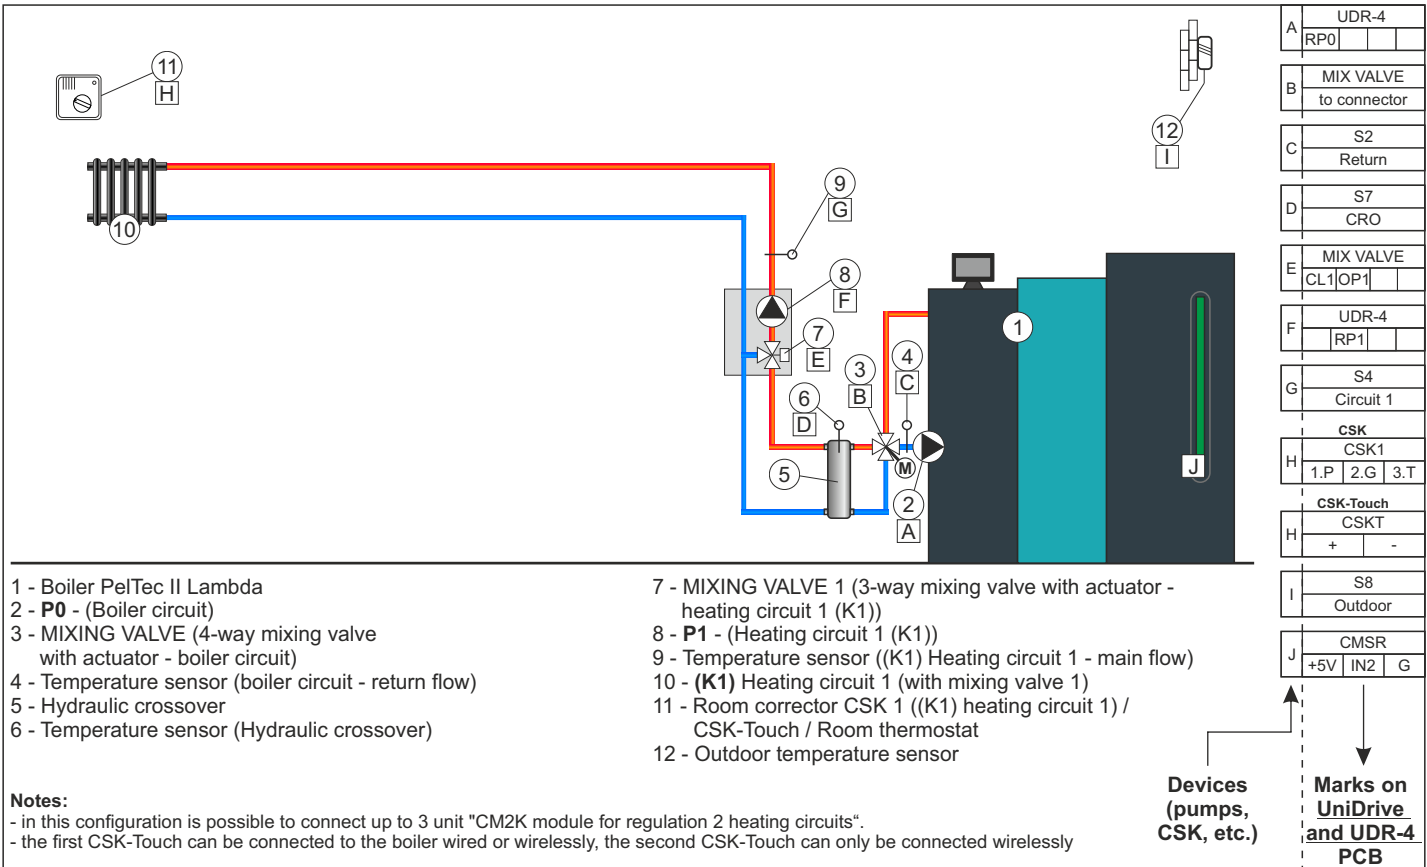 11
H
12
I
9
G
10
8
F
7
E
3
B
4
C
1
6
D
M
5
2
A
J
A
UDR-4
RP0
B
MIX VALVE
to connector
C
S2
Return
D
S7
CRO
E
MIX VALVE
CL1 OP1
F
UDR-4
RP1
G
S4
Circuit 1
CSK
H
CSK1
1.P 2.G 3.T
CSK-Touch
H
CSKT
+ -
I
S8
Outdoor
J
CMSR
+5V IN2 G
1 - Boiler PelTec II Lambda
2 - P0 - (Boiler circuit)
3 - MIXING VALVE (4-way mixing valve
with actuator - boiler circuit)
4 - Temperature sensor (boiler circuit - return flow)
5 - Hydraulic crossover
6 - Temperature sensor (Hydraulic crossover)
7 - MIXING VALVE 1 (3-way mixing valve with actuator -
heating circuit 1 (K1))
8 - P1 - (Heating circuit 1 (K1))
9 - Temperature sensor ((K1) Heating circuit 1 - main flow)
10 - (K1) Heating circuit 1 (with mixing valve 1)
11 - Room corrector CSK 1 ((K1) heating circuit 1) /
CSK-Touch / Room thermostat
12 - Outdoor temperature sensor
Devices
(pumps,
CSK, etc.)
Marks on
UniDrive
and UDR-4
PCB
Notes:
- in this configuration is possible to connect up to 3 unit "CM2K module for regulation 2 heating circuits“.
- the first CSK-Touch can be connected to the boiler wired or wirelessly, the second CSK-Touch can only be connected wirelessly